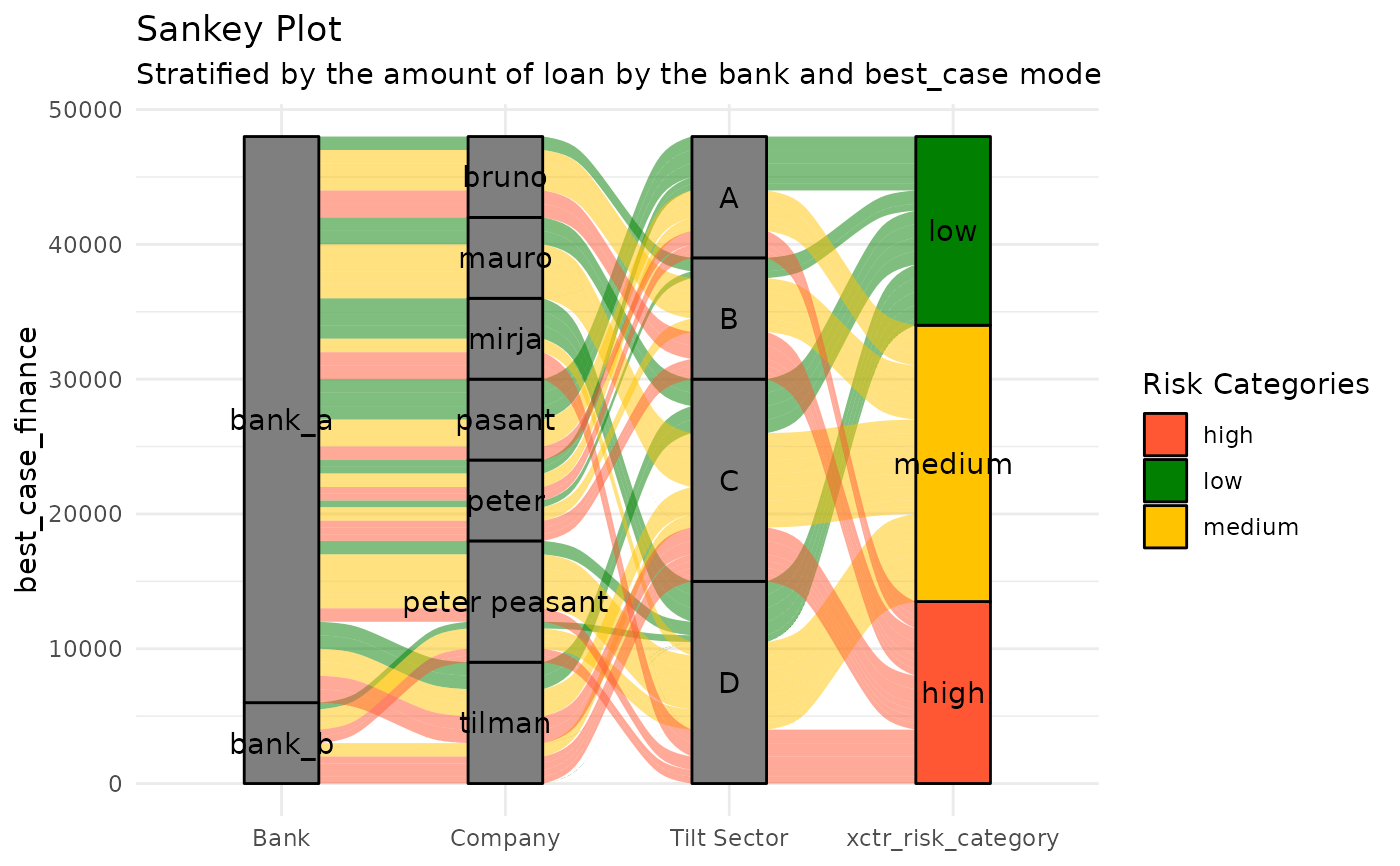 Sankey Plot
Stratified by the amount of loan by the bank and best_case mode
best_case_finance
50000
40000
30000
20000
10000
0
bank_a
bank_b
bruno
mauro
mirja
pasant
peter
peter peasant
tilman
A
B
C
D
low
medium
high
Bank
Company
Tilt Sector
xctr_risk_category
Risk Categories
high
low
medium